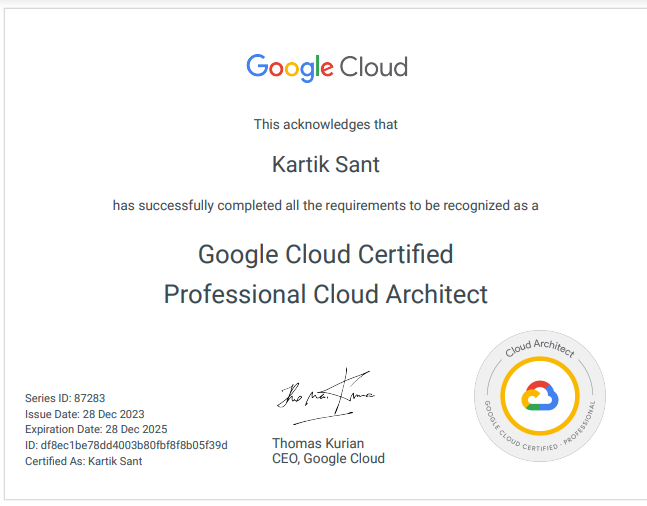 Google Cloud
This acknowledges that
Kartik Sant
has successfully completed all the requirements to be recognized as a
Google Cloud Certified
Professional Cloud Architect
Series ID: 87283
Issue Date: 28 Dec 2023
Expiration Date: 28 Dec 2025
ID: df8ec1be78dd4003b80fbf8f8b05f39d
Certified As: Kartik Sant
Thomas Kurian
CEO, Google Cloud
Cloud Architect
GOOGLE CLOUD CERTIFIED · PROFESSIONAL